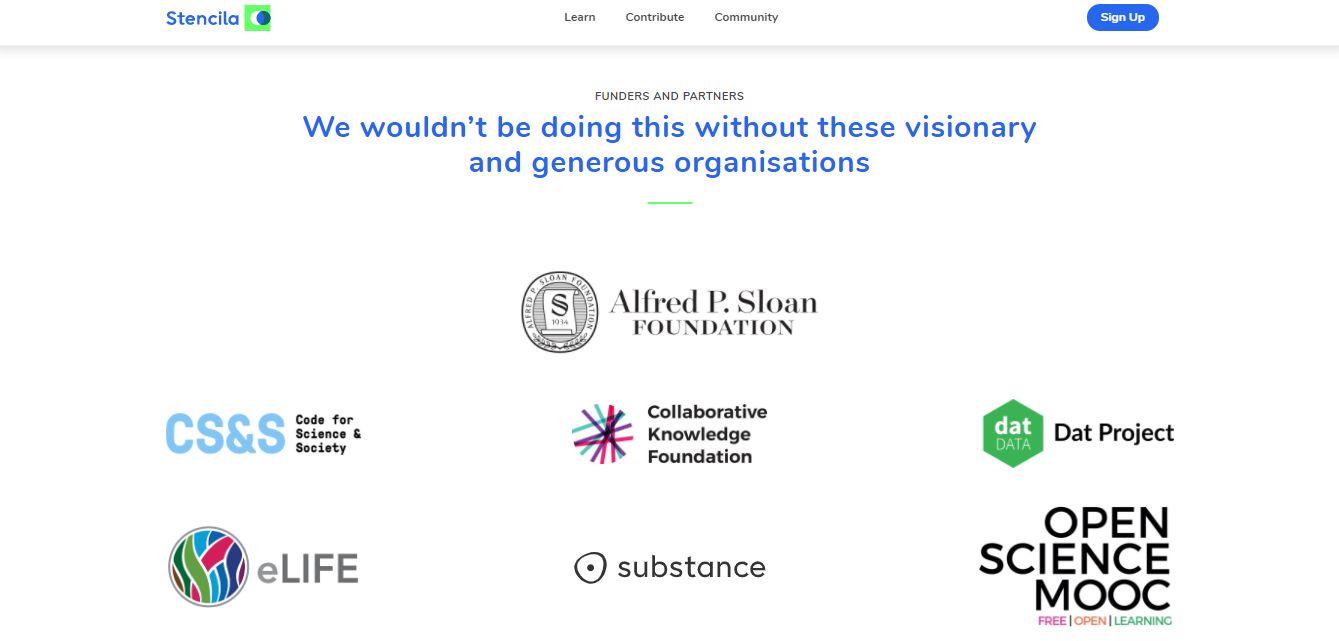 Stencila
Learn
Contribute
Community
Sign Up
FUNDERS AND PARTNERS
We wouldn’t be doing this without these visionary
and generous organisations
ALFRED P. SLOAN FOUNDATION
S
1934
Alfred P. Sloan
FOUNDATION
CS&S
Code for
Science &
Society
Collaborative
Knowledge
Foundation
dat
DATA
Dat Project
eLIFE
substance
OPEN
SCIENCE
MOOC
FREE | OPEN | LEARNING